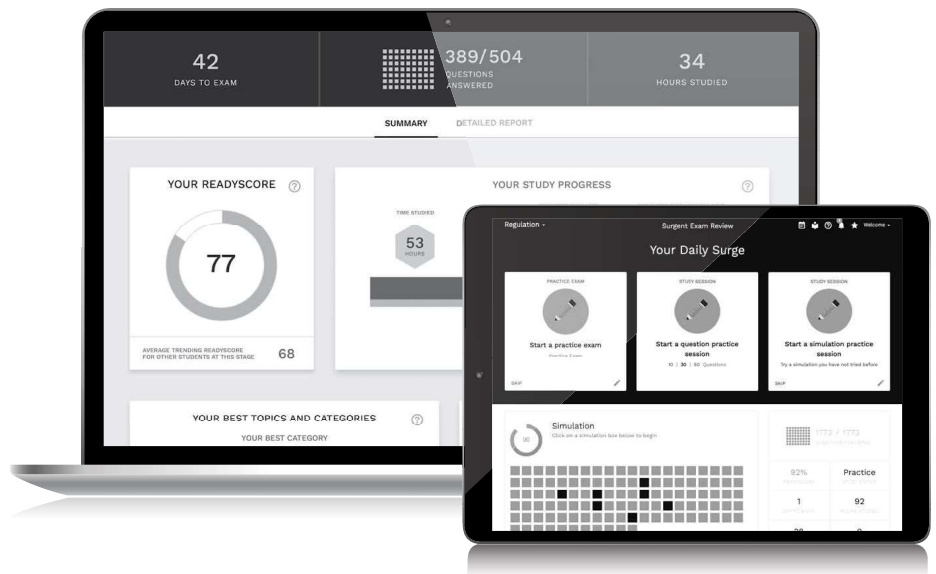 42
DAYS TO EXAM
389/504
QUESTIONS
ANSWERED
34
HOURS STUDIED
SUMMARY
DETAILED REPORT
YOUR READYSCORE ?
77
AVERAGE TRENDING READYSCORE
FOR OTHER STUDENTS AT THIS STAGE
68
YOUR STUDY PROGRESS ?
TIME STUDIED
53
HOURS
YOUR BEST TOPICS AND CATEGORIES ?
YOUR BEST CATEGORY
Regulation
Surgent Exam Review
Welcome
Your Daily Surge
PRACTICE EXAM
Start a practice exam
Practice Exam
SKIP
STUDY SESSION
Start a question practice
session
10 | 30 | 50 Questions
STUDY SESSION
Start a simulation practice
session
Try a simulation you have not tried before
SKIP
Simulation
Click on a simulation box below to begin
1773 / 1773
92%
Practice
1
92